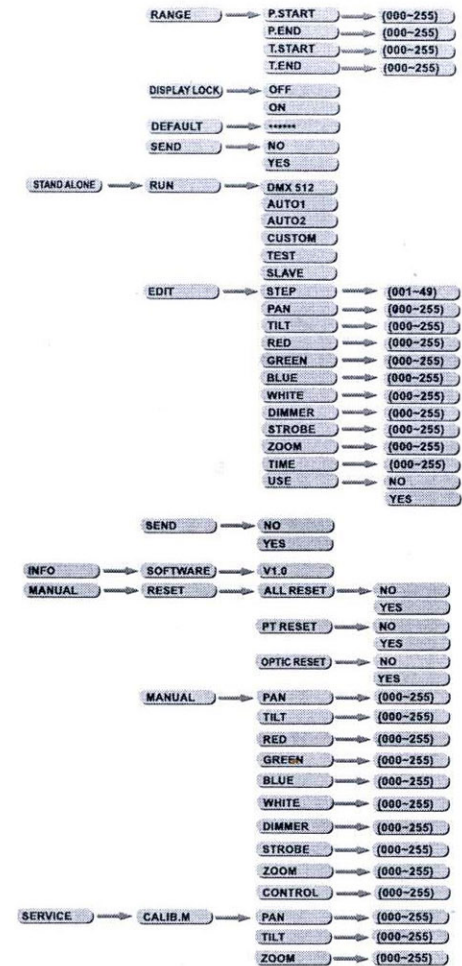 RANGE P.START (000~255)
P.END (000~255)
T.START (000~255)
T.END (000~255)
DISPLAY LOCK OFF
ON
DEFAULT ******
SEND NO
YES
STAND ALONE RUN DMX 512
AUTO1
AUTO2
CUSTOM
TEST
SLAVE
EDIT STEP (001~49)
PAN (000~255)
TILT (000~255)
RED (000~255)
GREEN (000~255)
BLUE (000~255)
WHITE (000~255)
DIMMER (000~255)
STROBE (000~255)
ZOOM (000~255)
TIME (000~255)
USE NO
YES
SEND NO
YES
INFO SOFTWARE V1.0
MANUAL RESET ALL RESET NO
YES
PT RESET NO
YES
OPTIC RESET NO
YES
MANUAL PAN (000~255)
TILT (000~255)
RED (000~255)
GREEN (000~255)
BLUE (000~255)
WHITE (000~255)
DIMMER (000~255)
STROBE (000~255)
ZOOM (000~255)
CONTROL (000~255)
SERVICE CALIB.M PAN (000~255)
TILT (000~255)
ZOOM (000~255)